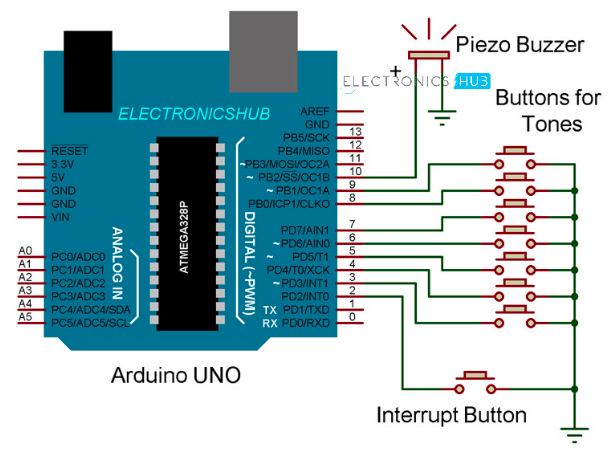 Piezo Buzzer
+
ELECTRONICS HUB
Buttons for
Tones
ELECTRONICSHUB
AREF
GND
PB5/SCK 13
PB4/MISO 12
~PB3/MOSI/OC2A 11
~ PB2/SS/OC1B 10
~PB1/OC1A 9
PB0/ICP1/CLKO 8
PD7/AIN1 7
~PD6/AIN0 6
~ PD5/T1 5
PD4/T0/XCK 4
~PD3/INT1 3
PD2/INT0 2
TX PD1/TXD 1
RX PD0/RXD 0
RESET
3.3V
5V
GND
GND
VIN
A0 PC0/ADC0
A1 PC1/ADC1
A2 PC2/ADC2
A3 PC3/ADC3
A4 PC4/ADC4/SDA
A5 PC5/ADC5/SCL
ANALOG IN
ATMEGA328P
DIGITAL (~PWM)
Arduino UNO
Interrupt Button